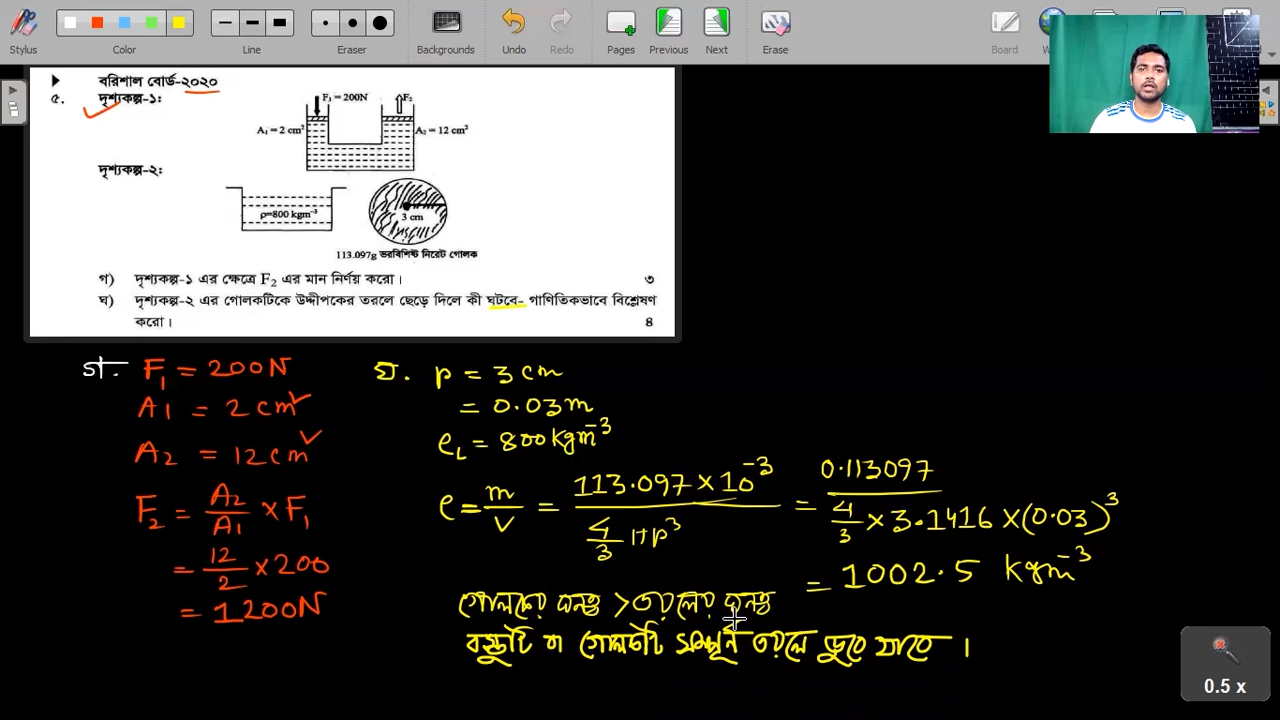 Stylus
Color
Line
Eraser
Backgrounds
Undo
Redo
Pages
Previous
Next
Erase
Board
বরিশাল বোর্ড-২০২০
৫. দৃশ্যকল্প-১:
F₁ = 200N F₂
A₁ = 2 cm² A₂ = 12 cm²
দৃশ্যকল্প-২:
ρ=800 kgm⁻³ 3 cm
113.097g ভরবিশিষ্ট নিরেট গোলক
গ) দৃশ্যকল্প-১ এর ক্ষেত্রে F₂ এর মান নির্ণয় করো। ৩
ঘ) দৃশ্যকল্প-২ এর গোলকটিকে উদ্দীপকের তরলে ছেড়ে দিলে কী ঘটবে- গাণিতিকভাবে বিশ্লেষণ
করো। ৪
গ. F₁ = 200N
A1 = 2 cm²
A2 = 12cm²
F₂ = A2/A1 × F₁
= 12/2 × 200
= 1200N
ঘ. r = 3 cm
= 0.03m
ρL = 800kgm⁻³
ρ = m/v = 113.097 × 10⁻³ / 4/3 πr³ = 0.113097 / 4/3 × 3.1416 × (0.03)³
= 1002.5 kgm⁻³
গোলকের ঘনত্ব > তরলের ঘনত্ব
বস্তুটি বা গোলকটি সম্পূর্ন তরলে ডুবে যাবে।
0.5 x